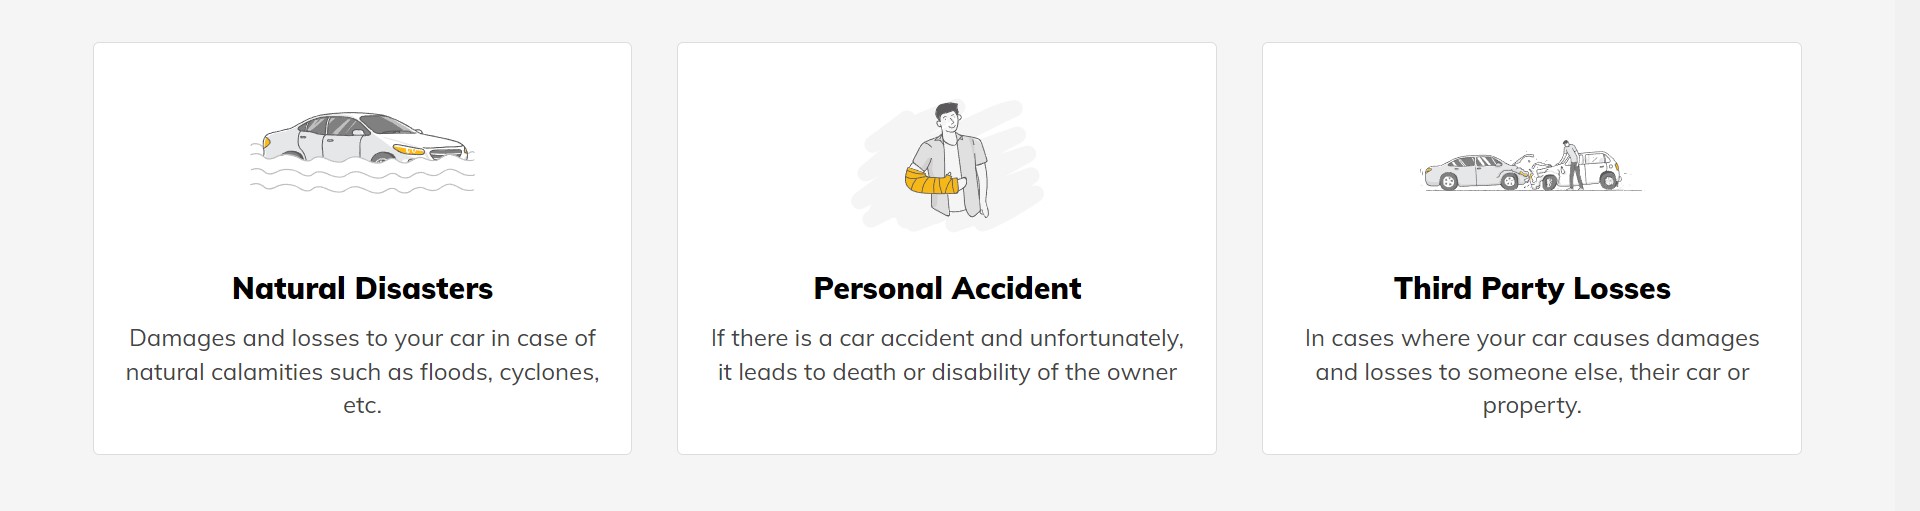 Natural Disasters
Damages and losses to your car in case of
natural calamities such as floods, cyclones,
etc.
Personal Accident
If there is a car accident and unfortunately,
it leads to death or disability of the owner
Third Party Losses
In cases where your car causes damages
and losses to someone else, their car or
property.